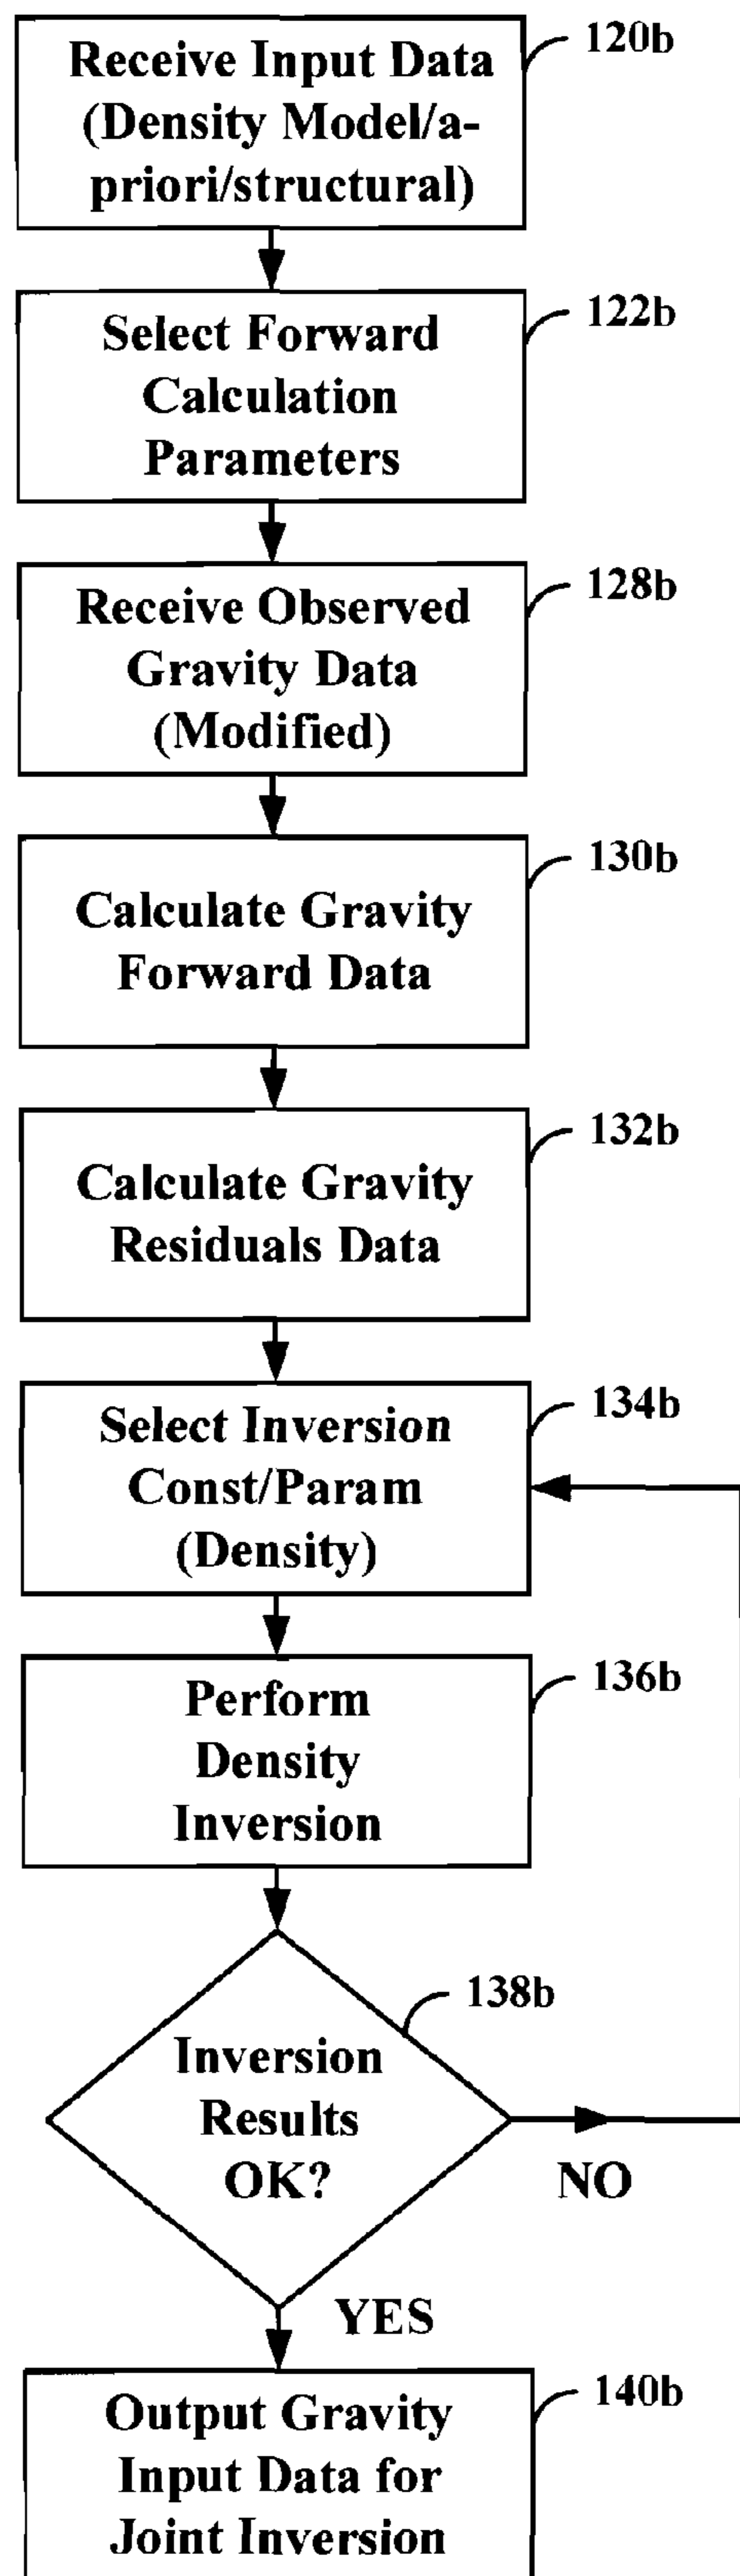 Receive Input Data
(Density Model/a-
priori/structural)
120b
Select Forward
Calculation
Parameters
122b
Receive Observed
Gravity Data
(Modified)
128b
Calculate Gravity
Forward Data
130b
Calculate Gravity
Residuals Data
132b
Select Inversion
Const/Param
(Density)
134b
Perform
Density
Inversion
136b
Inversion
Results
OK?
138b
NO
YES
Output Gravity
Input Data for
Joint Inversion
140b